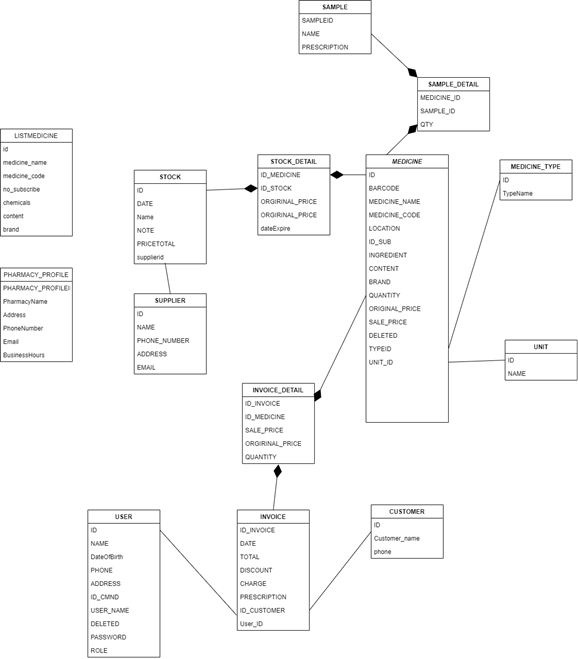 SAMPLE
SAMPLEID
NAME
PRESCRIPTION
SAMPLE_DETAIL
MEDICINE_ID
SAMPLE_ID
QTY
LISTMEDICINE
id
medicine_name
medicine_code
no_subscribe
chemicals
content
brand
STOCK
ID
DATE
Name
NOTE
PRICETOTAL
supplierid
STOCK_DETAIL
ID_MEDICINE
ID_STOCK
ORGIRINAL_PRICE
ORGIRINAL_PRICE
dateExpire
MEDICINE
ID
BARCODE
MEDICINE_NAME
MEDICINE_CODE
LOCATION
ID_SUB
INGREDIENT
CONTENT
BRAND
QUANTITY
ORIGINAL_PRICE
SALE_PRICE
DELETED
TYPEID
UNIT_ID
MEDICINE_TYPE
ID
TypeName
PHARMACY_PROFILE
PHARMACY_PROFILEI
PharmacyName
Address
PhoneNumber
Email
BusinessHours
SUPPLIER
ID
NAME
PHONE_NUMBER
ADDRESS
EMAIL
UNIT
ID
NAME
INVOICE_DETAIL
ID_INVOICE
ID_MEDICINE
SALE_PRICE
ORGIRINAL_PRICE
QUANTITY
USER
ID
NAME
DateOfBirth
PHONE
ADDRESS
ID_CMND
USER_NAME
DELETED
PASSWORD
ROLE
INVOICE
ID_INVOICE
DATE
TOTAL
DISCOUNT
CHARGE
PRESCRIPTION
ID_CUSTOMER
User_ID
CUSTOMER
ID
Customer_name
phone